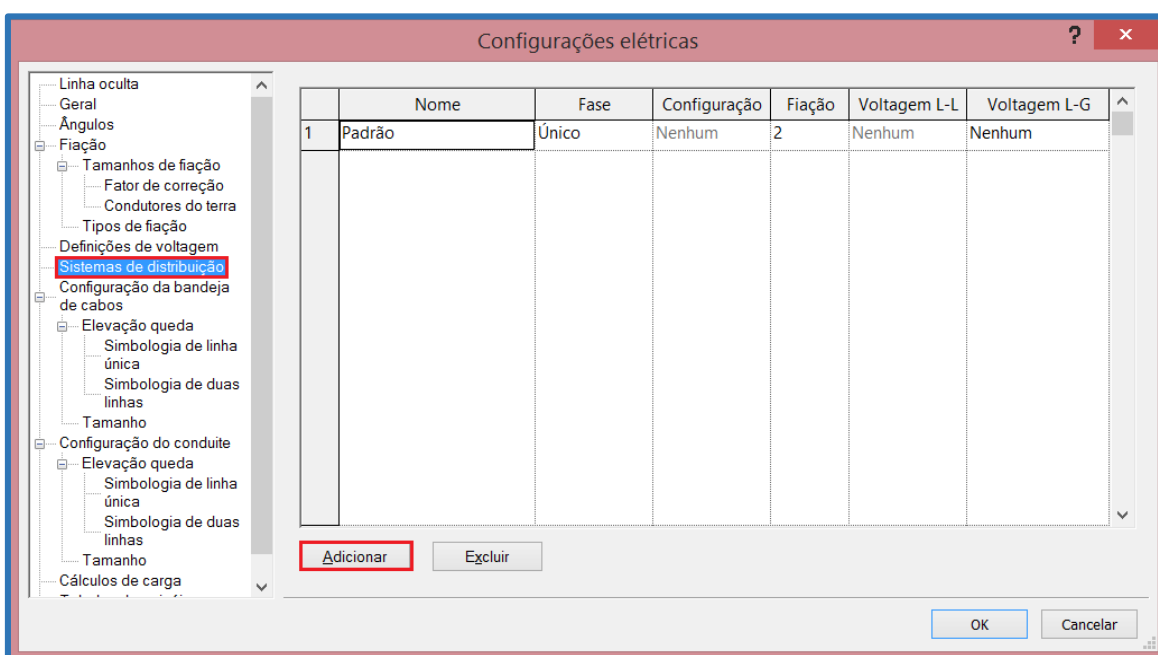 Configurações elétricas
?
Linha oculta
Geral
Ângulos
Fiação
Tamanhos de fiação
Fator de correção
Condutores do terra
Tipos de fiação
Definições de voltagem
Sistemas de distribuição
Configuração da bandeja
de cabos
Elevação queda
Simbologia de linha
única
Simbologia de duas
linhas
Tamanho
Configuração do conduite
Elevação queda
Simbologia de linha
única
Simbologia de duas
linhas
Tamanho
Cálculos de carga
Nome Fase Configuração Fiação Voltagem L-L Voltagem L-G
1 Padrão Único Nenhum 2 Nenhum Nenhum
Adicionar Excluir
OK Cancelar